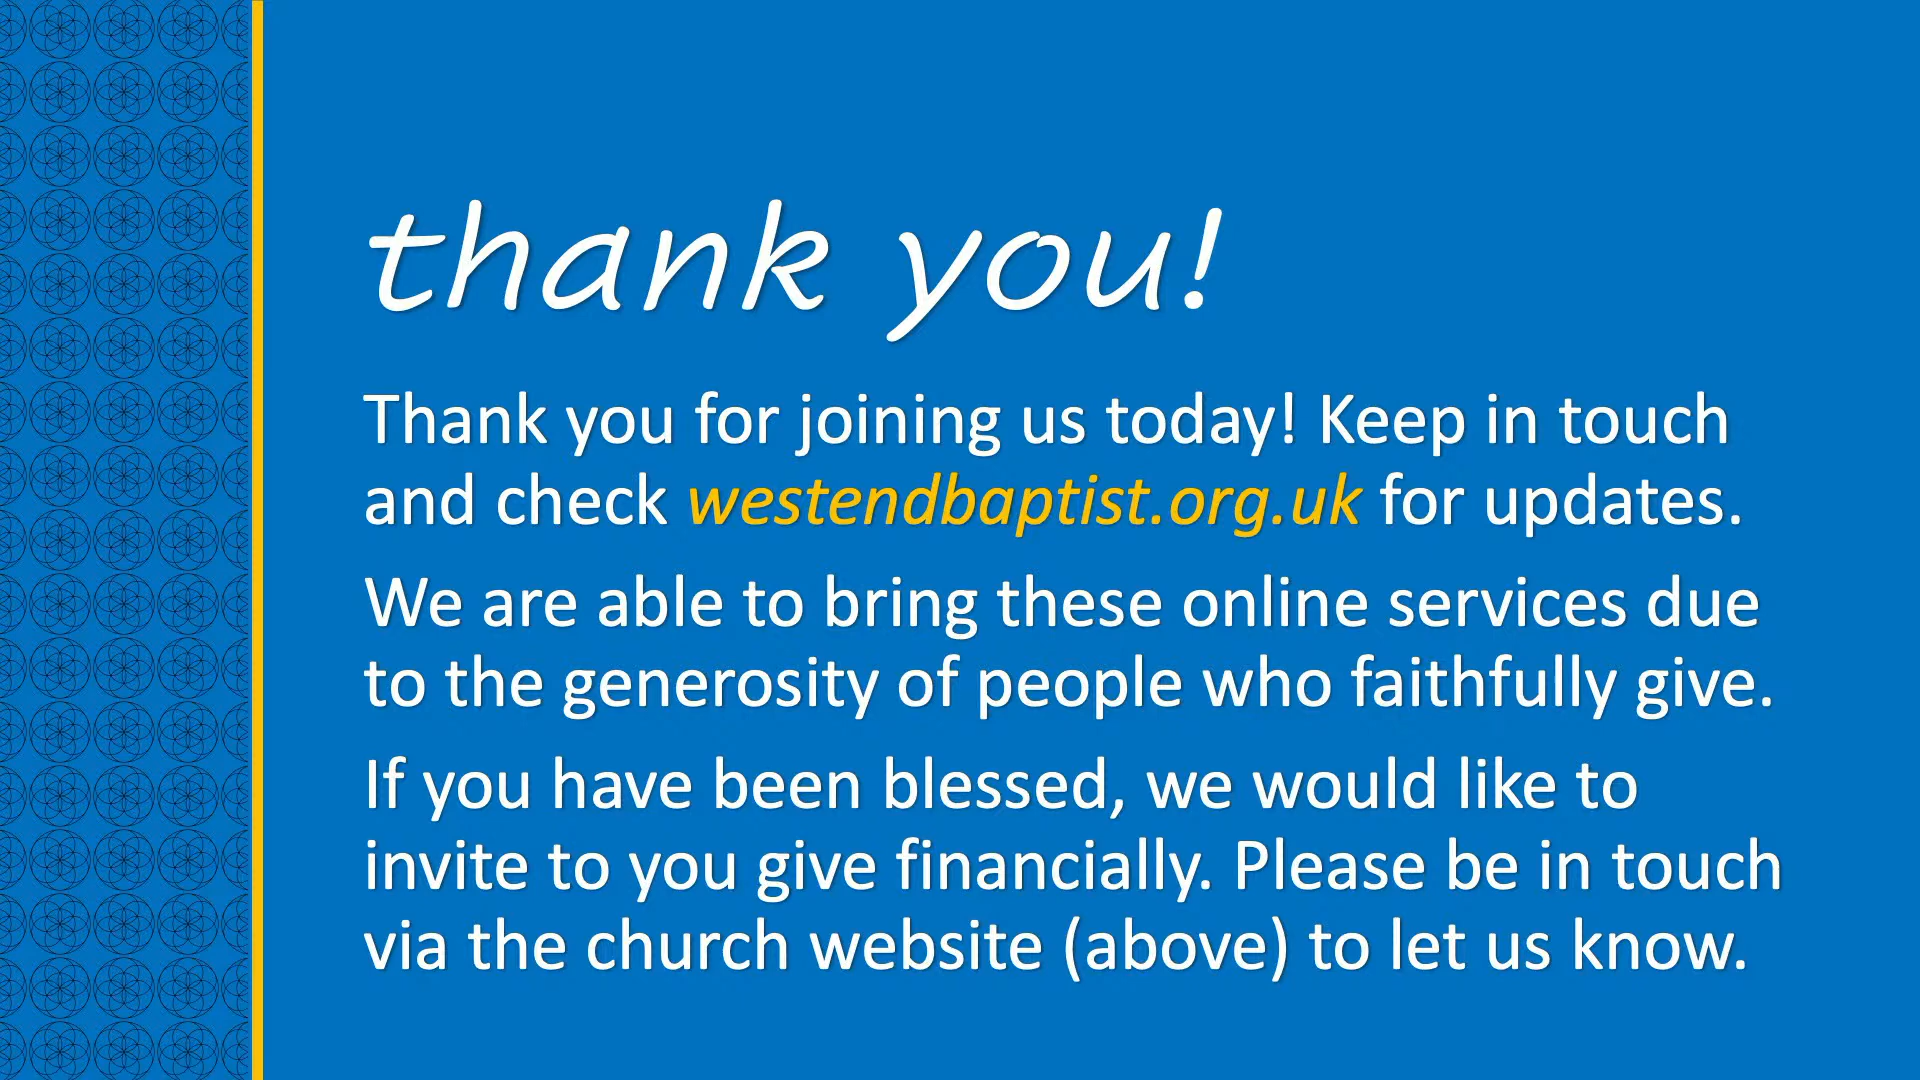 thank you!
Thank you for joining us today! Keep in touch
and check westendbaptist.org.uk for updates.
We are able to bring these online services due
to the generosity of people who faithfully give.
If you have been blessed, we would like to
invite to you give financially. Please be in touch
via the church website (above) to let us know.